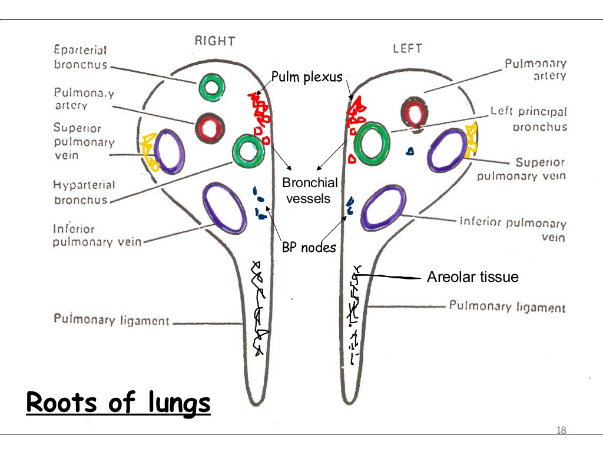 RIGHT
LEFT
Eparterial
bronchus
Pulmonary
artery
Superior
pulmonary
vein
Hyparterial
bronchus
Inferior
pulmonary vein
Pulmonary ligament
Pulm plexus
Bronchial
vessels
BP nodes
Pulmonary
artery
Left principal
bronchus
Superior
pulmonary vein
Inferior pulmonary
vein
Areolar tissue
Pulmonary ligament
Roots of lungs
18